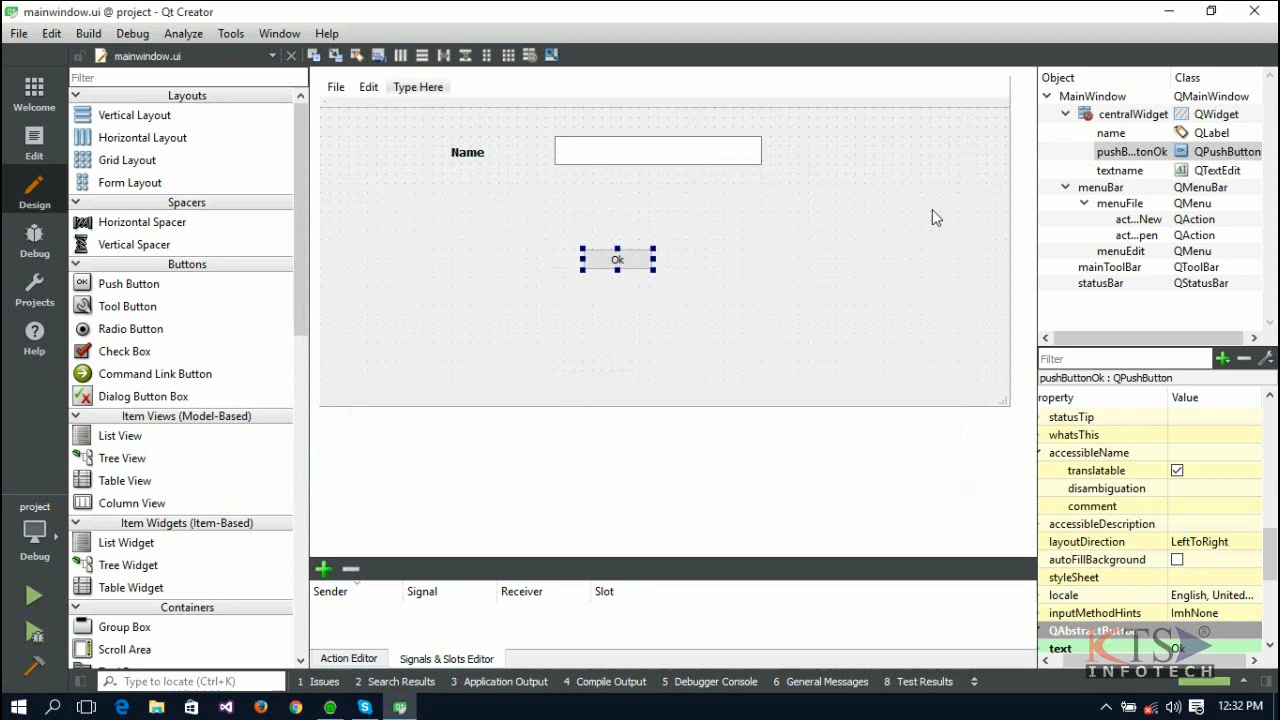 mainwindow.ui @ project - Qt Creator
File Edit Build Debug Analyze Tools Window Help
mainwindow.ui
Welcome
Edit
Design
Debug
Projects
Help
project
Debug
Filter
Layouts
Vertical Layout
Horizontal Layout
Grid Layout
Form Layout
Spacers
Horizontal Spacer
Vertical Spacer
Buttons
Push Button
Tool Button
Radio Button
Check Box
Command Link Button
Dialog Button Box
Item Views (Model-Based)
List View
Tree View
Table View
Column View
Item Widgets (Item-Based)
List Widget
Tree Widget
Table Widget
Containers
Group Box
Scroll Area
File Edit Type Here
Name
Ok
Sender Signal Receiver Slot
Action Editor Signals & Slots Editor
Object Class
MainWindow QMainWindow
centralWidget QWidget
name QLabel
pushB...tonOk QPushButton
textname QTextEdit
menuBar QMenuBar
menuFile QMenu
act...New QAction
act...pen QAction
menuEdit QMenu
mainToolBar QToolBar
statusBar QStatusBar
Filter
pushButtonOk : QPushButton
roperty Value
statusTip
whatsThis
accessibleName
translatable
disambiguation
comment
accessibleDescription
layoutDirection LeftToRight
autoFillBackground
styleSheet
locale English, United...
inputMethodHints ImhNone
QAbstractButton
text Ok
KTS ®
INFOTECH
Type to locate (Ctrl+K) 1 Issues 2 Search Results 3 Application Output 4 Compile Output 5 Debugger Console 6 General Messages 8 Test Results
12:32 PM